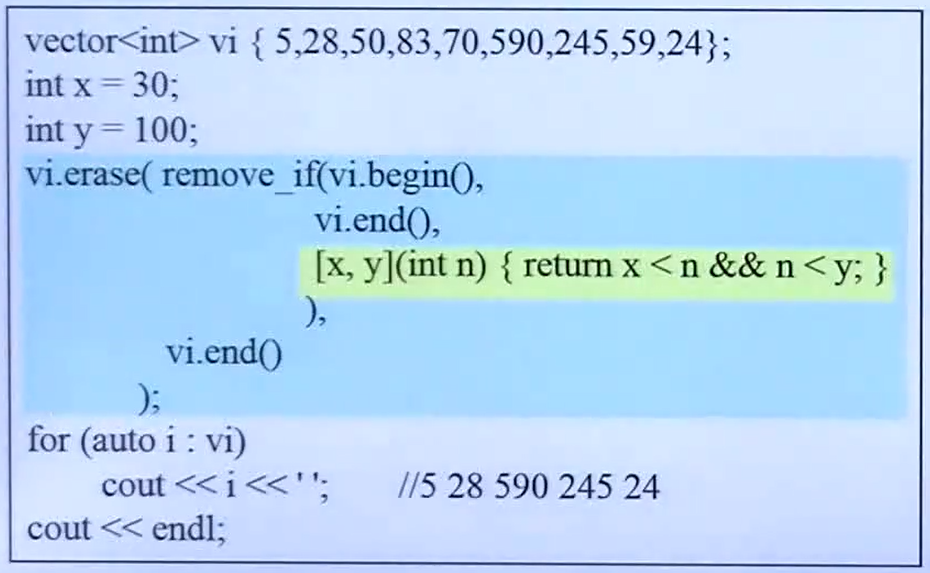 vector<int> vi { 5,28,50,83,70,590,245,59,24};
int x = 30;
int y = 100;
vi.erase( remove_if(vi.begin(),
vi.end(),
[x, y](int n) { return x < n && n < y; }
),
vi.end()
);
for (auto i : vi)
cout << i << ' '; //5 28 590 245 24
cout << endl;